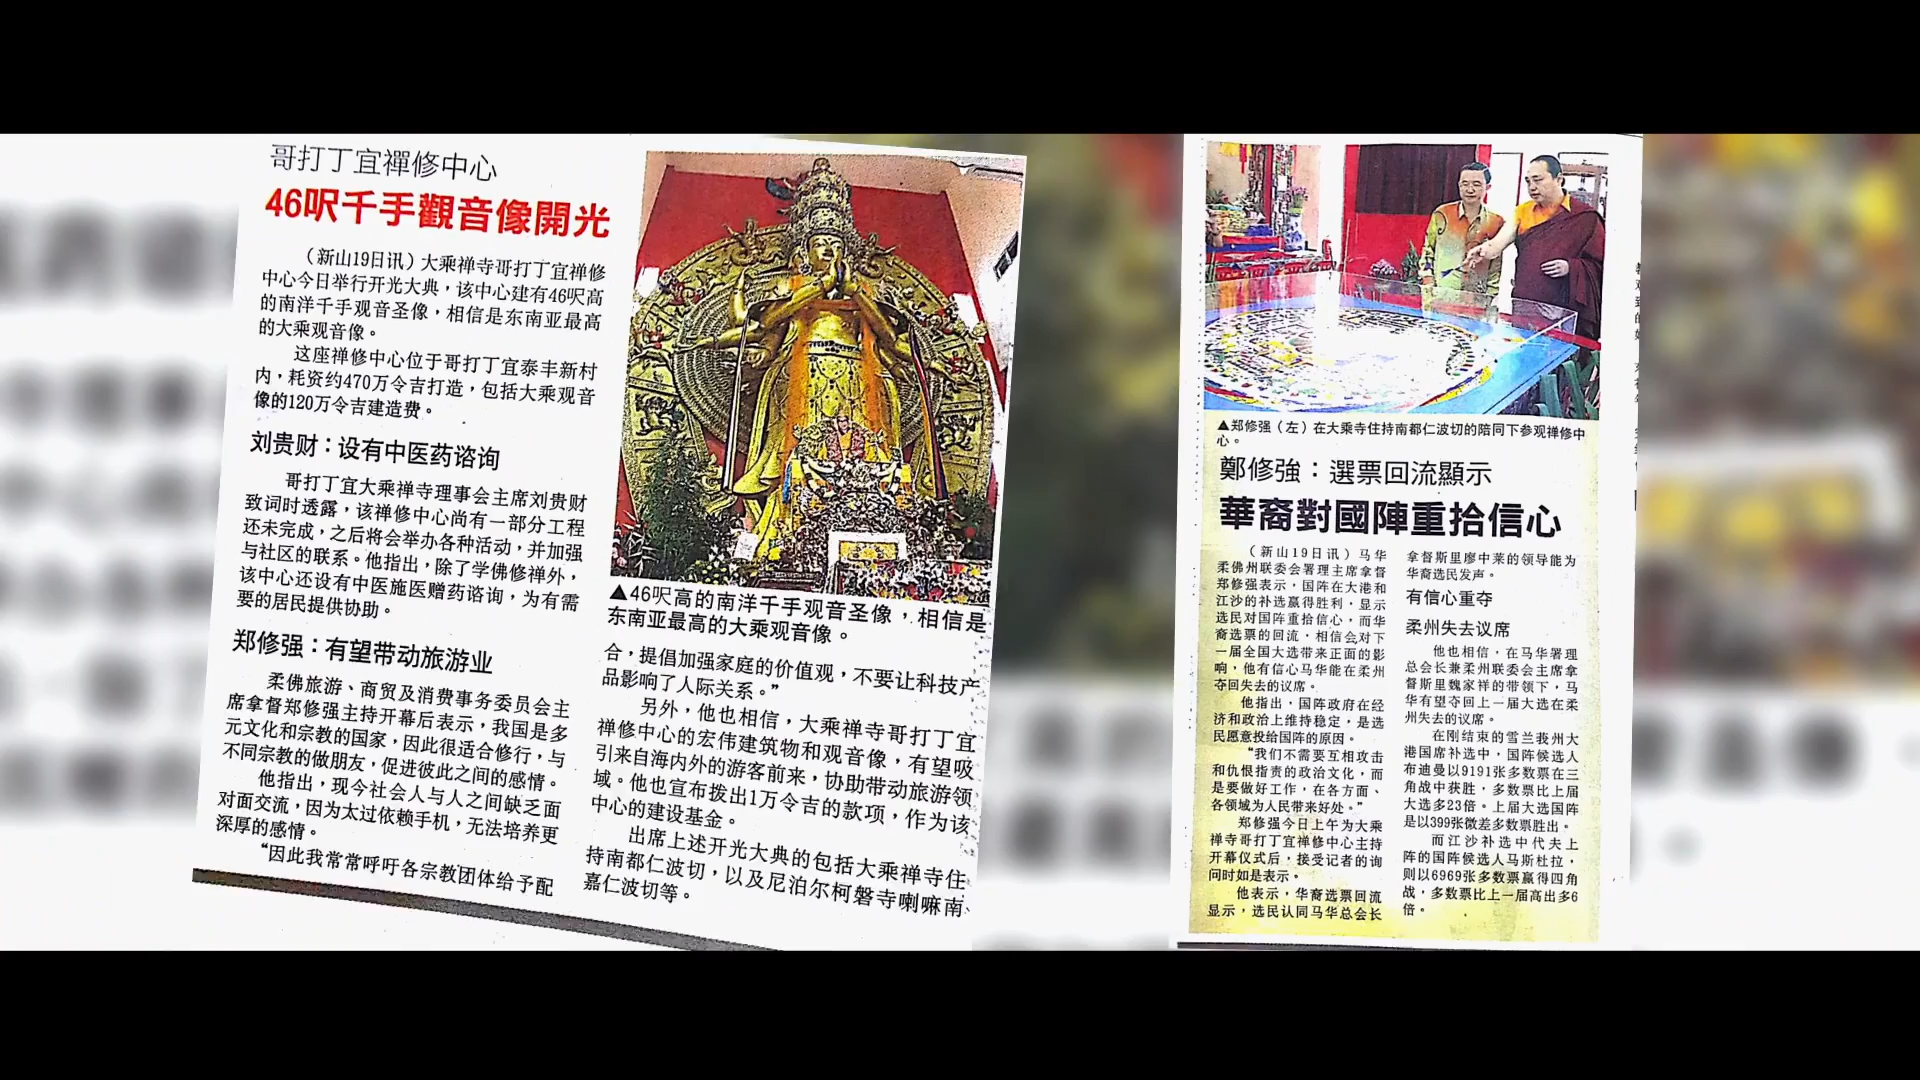 哥打丁宜禪修中心
46呎千手觀音像開光
（新山19日讯）大乘禅寺哥打丁宜禅修
中心今日举行开光大典，该中心建有46呎高
的南洋千手观音圣像，相信是东南亚最高
的大乘观音像。
这座禅修中心位于哥打丁宜泰丰新村
内，耗资约470万令吉打造，包括大乘观音
像的120万令吉建造费。
刘贵财：设有中医药谘询
哥打丁宜大乘禅寺理事会主席刘贵财
致词时透露，该禅修中心尚有一部分工程
还未完成，之后将会举办各种活动，并加强
与社区的联系。他指出，除了学佛修禅外，
该中心还设有中医施医赠药谘询，为有需
要的居民提供协助。
郑修强：有望带动旅游业
柔佛旅游、商贸及消费事务委员会主
席拿督郑修强主持开幕后表示，我国是多
元文化和宗教的国家，因此很适合修行，与
不同宗教的做朋友，促进彼此之间的感情。
他指出，现今社会人与人之间缺乏面
对面交流，因为太过依赖手机，无法培养更
深厚的感情。
“因此我常常呼吁各宗教团体给予配
▲46呎高的南洋千手观音圣像，相信是
东南亚最高的大乘观音像。
合，提倡加强家庭的价值观，不要让科技产
品影响了人际关系。”
另外，他也相信，大乘禅寺哥打丁宜
禅修中心的宏伟建筑物和观音像，有望吸
引来自海内外的游客前来，协助带动旅游领
域。他也宣布拨出1万令吉的款项，作为该
中心的建设基金。
出席上述开光大典的包括大乘禅寺住
持南都仁波切，以及尼泊尔柯磐寺喇嘛南
嘉仁波切等。
▲郑修强（左）在大乘寺住持南都仁波切的陪同下参观禅修中
心。
鄭修強：選票回流顯示
華裔對國陣重拾信心
（新山19日讯）马华
柔佛州联委会署理主席拿督
郑修强表示，国阵在大港和
江沙的补选赢得胜利，显示
选民对国阵重拾信心，而华
裔选票的回流，相信会对下
一届全国大选带来正面的影
响，他有信心马华能在柔州
夺回失去的议席。
他指出，国阵政府在经
济和政治上维持稳定，是选
民愿意投给国阵的原因。
“我们不需要互相攻击
和仇恨指责的政治文化，而
是要做好工作，在各方面、
各领域为人民带来好处。”
郑修强今日上午为大乘
禅寺哥打丁宜禅修中心主持
开幕仪式后，接受记者的询
问时如是表示。
他表示，华裔选票回流
显示，选民认同马华总会长
拿督斯里廖中莱的领导能为
华裔选民发声。
有信心重夺
柔州失去议席
他也相信，在马华署理
总会长兼柔州联委会主席拿
督斯里魏家祥的带领下，马
华有望夺回上一届大选在柔
州失去的议席。
在刚结束的雪兰莪州大
港国席补选中，国阵候选人
布迪曼以9191张多数票在三
角战中获胜，多数票比上届
大选多23倍。上届大选国阵
是以399张微差多数票胜出。
而江沙补选中代夫上
阵的国阵候选人马斯杜拉，
则以6969张多数票赢得四角
战，多数票比上一届高出多6
倍。